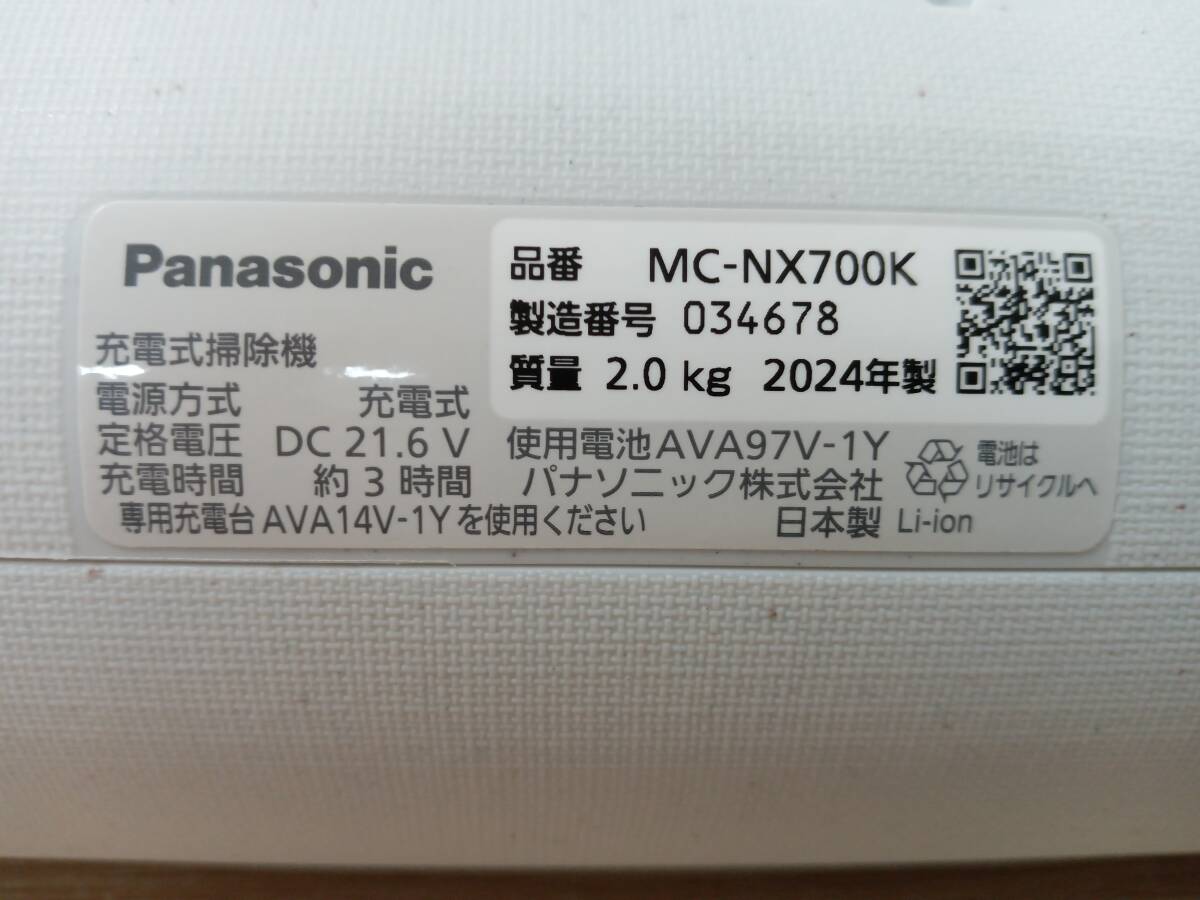 Panasonic
充電式掃除機
電源方式 充電式
定格電圧 DC 21.6 V
充電時間 約 3 時間
専用充電台 AVA14V-1Yを使用ください
品番 MC-NX700K
製造番号 034678
質量 2.0 kg 2024年製
使用電池AVA97V-1Y
パナソニック株式会社
日本製 Li-ion
電池は
リサイクルへ